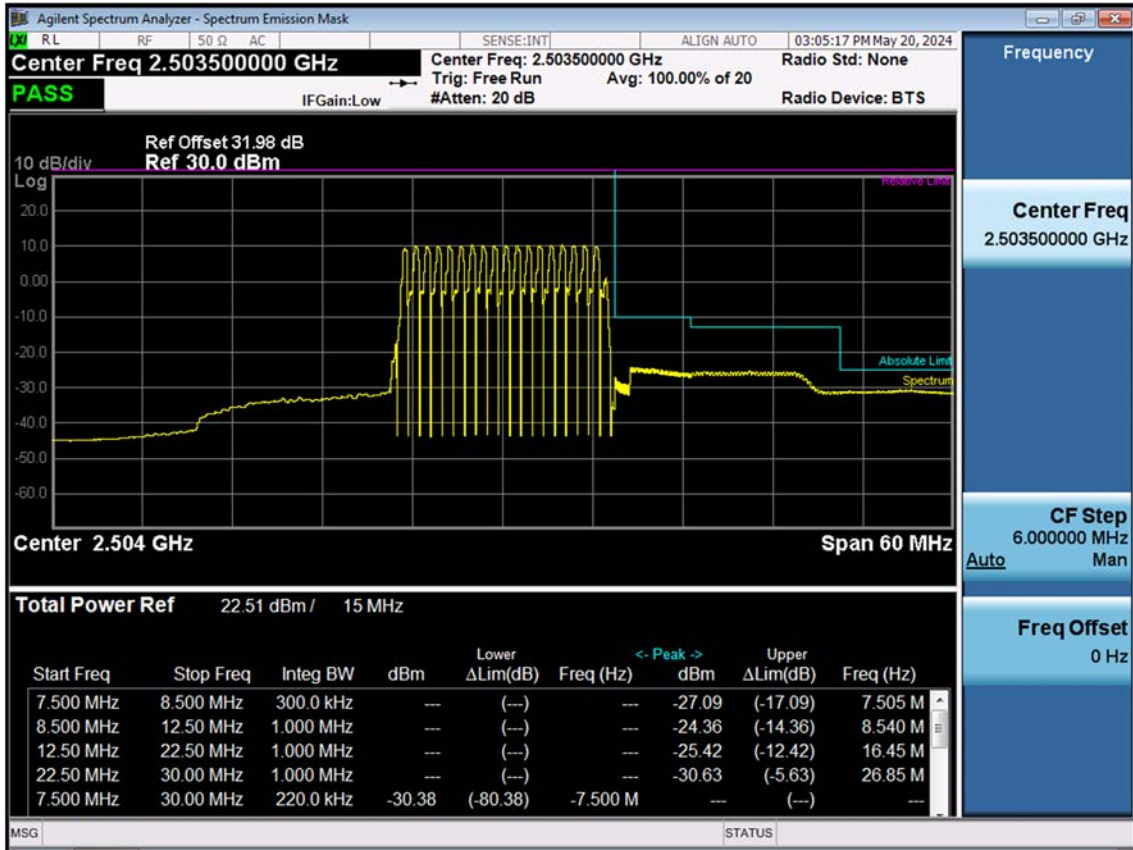 Agilent Spectrum Analyzer - Spectrum Emission Mask
LXI RL RF 50 Ω AC SENSE:INT ALIGN AUTO 03:05:17 PM May 20, 2024
Center Freq 2.503500000 GHz
Center Freq: 2.503500000 GHz
Radio Std: None
Trig: Free Run
Avg: 100.00% of 20
PASS
IFGain:Low
#Atten: 20 dB
Radio Device: BTS
Ref Offset 31.98 dB
10 dB/div Ref 30.0 dBm
Log
Relative Limit
20.0
10.0
0.00
-10.0
-20.0
Absolute Limit
Spectrum
-30.0
-40.0
-50.0
-60.0
Center 2.504 GHz Span 60 MHz
Total Power Ref 22.51 dBm / 15 MHz
Lower <- Peak -> Upper
Start Freq Stop Freq Integ BW dBm ΔLim(dB) Freq (Hz) dBm ΔLim(dB) Freq (Hz)
7.500 MHz 8.500 MHz 300.0 kHz --- (---) --- -27.09 (-17.09) 7.505 M
8.500 MHz 12.50 MHz 1.000 MHz --- (---) --- -24.36 (-14.36) 8.540 M
12.50 MHz 22.50 MHz 1.000 MHz --- (---) --- -25.42 (-12.42) 16.45 M
22.50 MHz 30.00 MHz 1.000 MHz --- (---) --- -30.63 (-5.63) 26.85 M
7.500 MHz 30.00 MHz 220.0 kHz -30.38 (-80.38) -7.500 M --- (---) ---
MSG STATUS
Frequency
Center Freq
2.503500000 GHz
CF Step
6.000000 MHz
Auto Man
Freq Offset
0 Hz